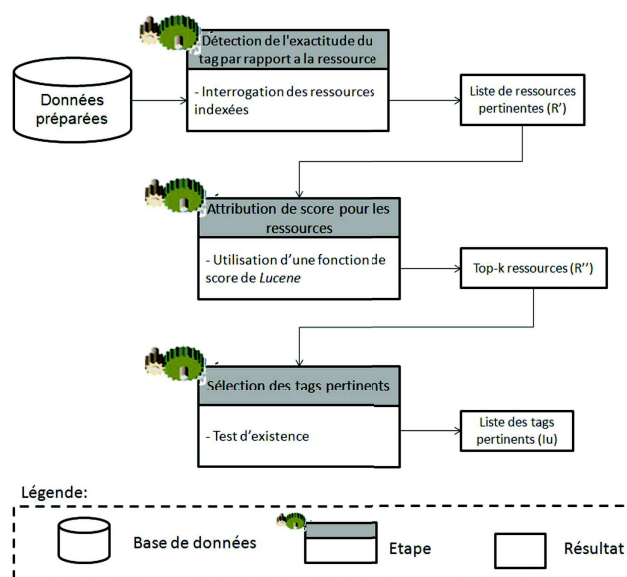 Données
préparées
Détection de l'exactitude du
tag par rapport a la ressource
- Interrogation des ressources
indexées
Liste de ressources
pertinentes (R’)
Attribution de score pour les
ressources
- Utilisation d’une fonction de
score de Lucene
Top-k ressources (R’’)
Sélection des tags pertinents
- Test d’existence
Liste des tags
pertinents (Iu)
Légende:
Base de données
Etape
Résultat